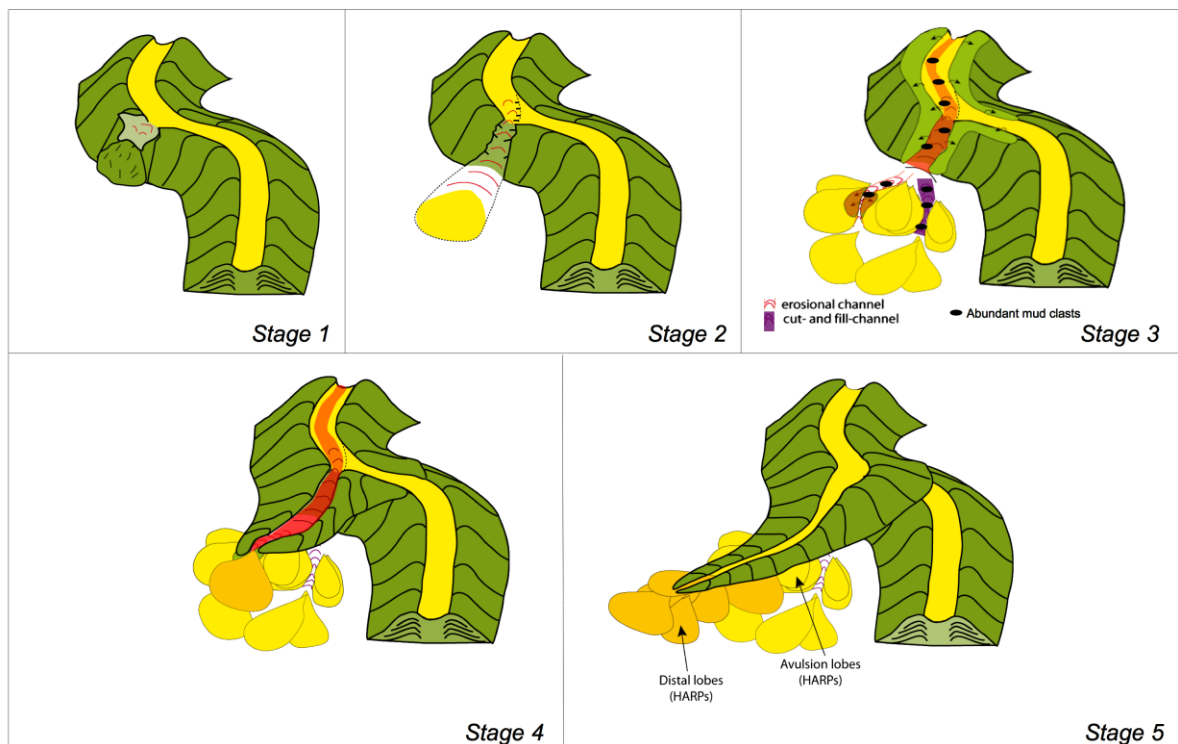 Stage 1
Stage 2
erosional channel
cut- and fill-channel
Abundant mud clasts
Stage 3
Stage 4
Distal lobes
(HARPs)
Avulsion lobes
(HARPs)
Stage 5